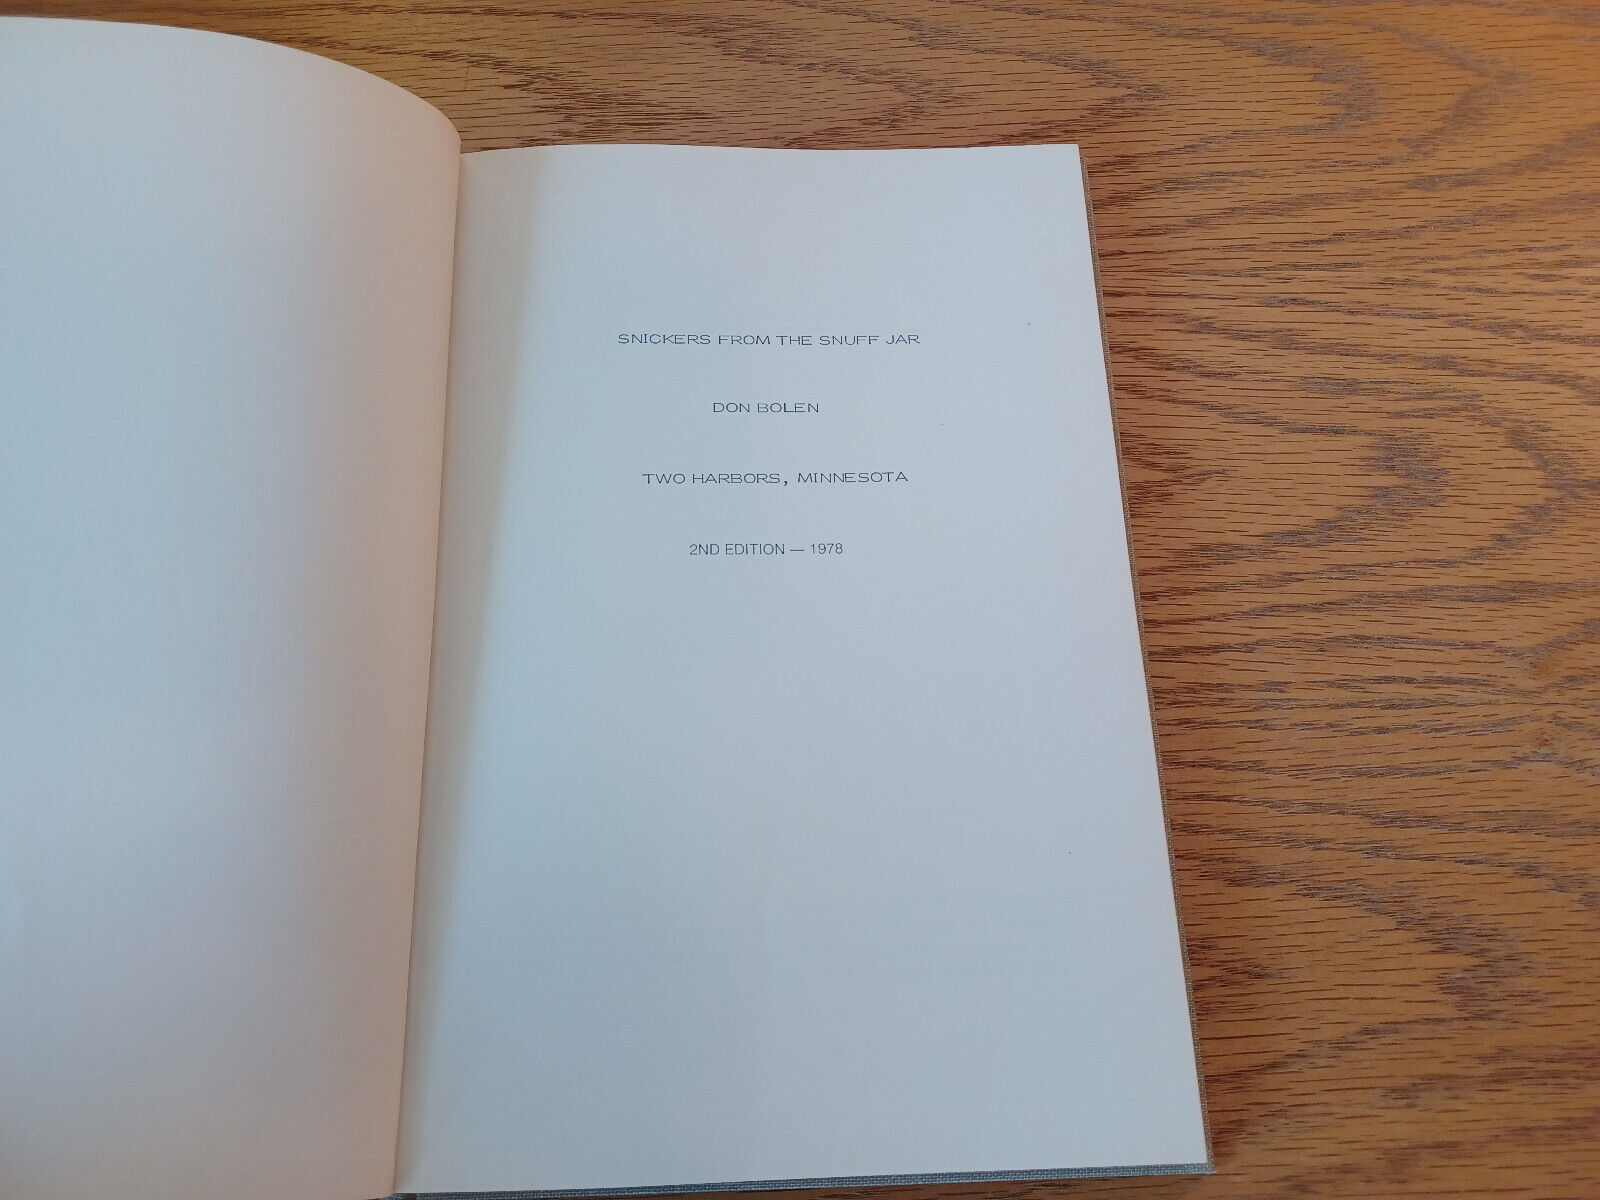 SNICKERS FROM THE SNUFF JAR
DON BOLEN
TWO HARBORS, MINNESOTA
2ND EDITION — 1978